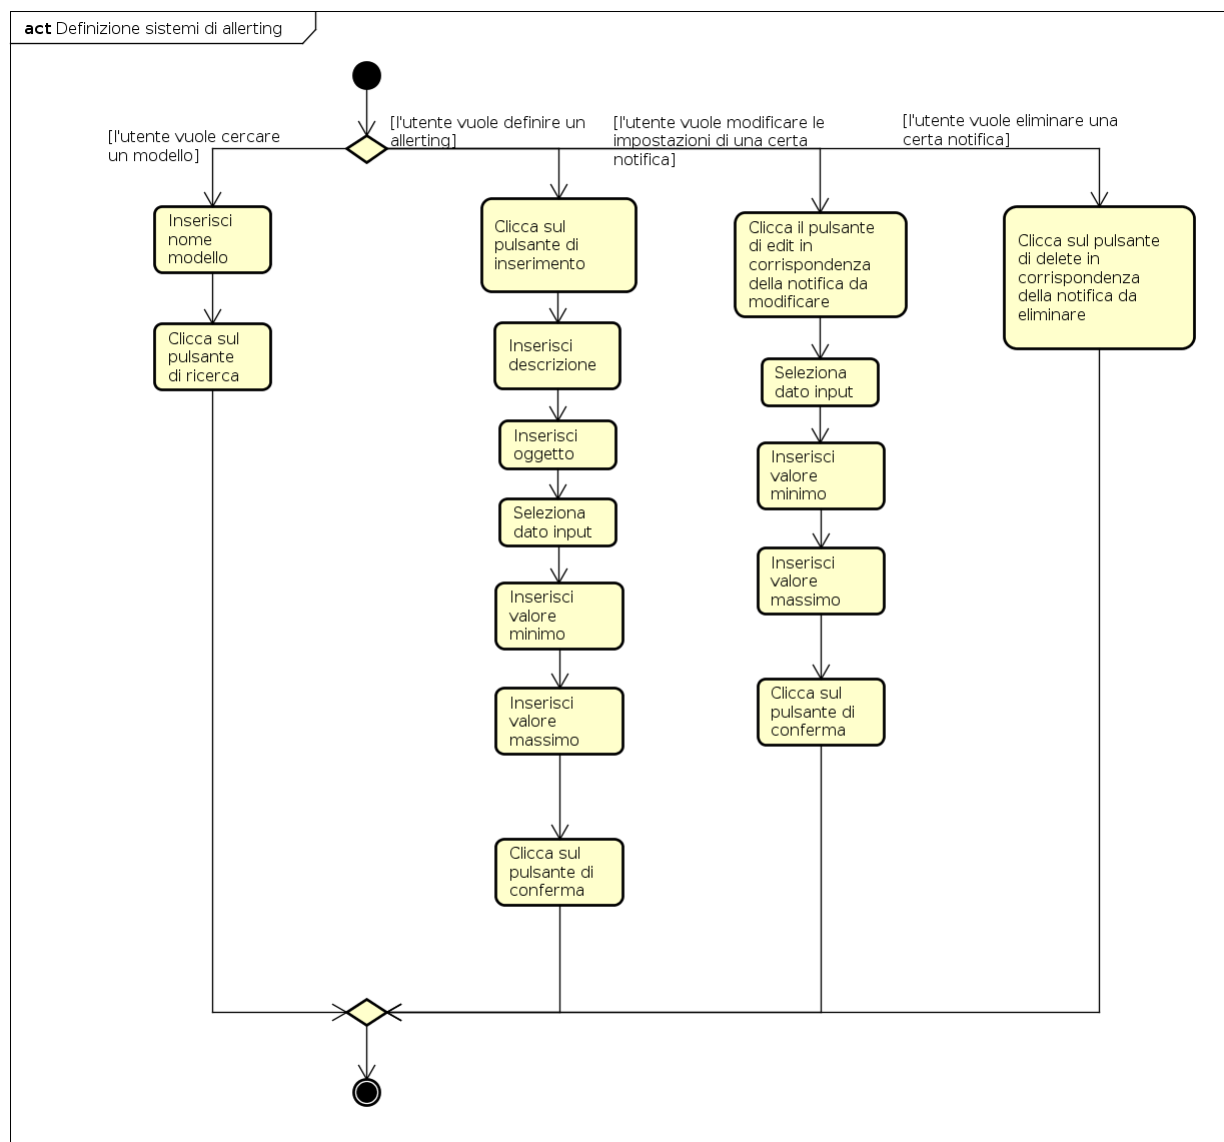 act Definizione sistemi di allerting
[l'utente vuole cercare
un modello]
[l'utente vuole definire un
allerting]
[l'utente vuole modificare le
impostazioni di una certa
notifica]
[l'utente vuole eliminare una
certa notifica]
Inserisci
nome
modello
Clicca sul
pulsante
di ricerca
Clicca sul
pulsante di
inserimento
Inserisci
descrizione
Inserisci
oggetto
Seleziona
dato input
Inserisci
valore
minimo
Inserisci
valore
massimo
Clicca sul
pulsante di
conferma
Clicca il pulsante
di edit in
corrispondenza
della notifica da
modificare
Seleziona
dato input
Inserisci
valore
minimo
Inserisci
valore
massimo
Clicca sul
pulsante di
conferma
Clicca sul pulsante
di delete in
corrispondenza
della notifica da
eliminare